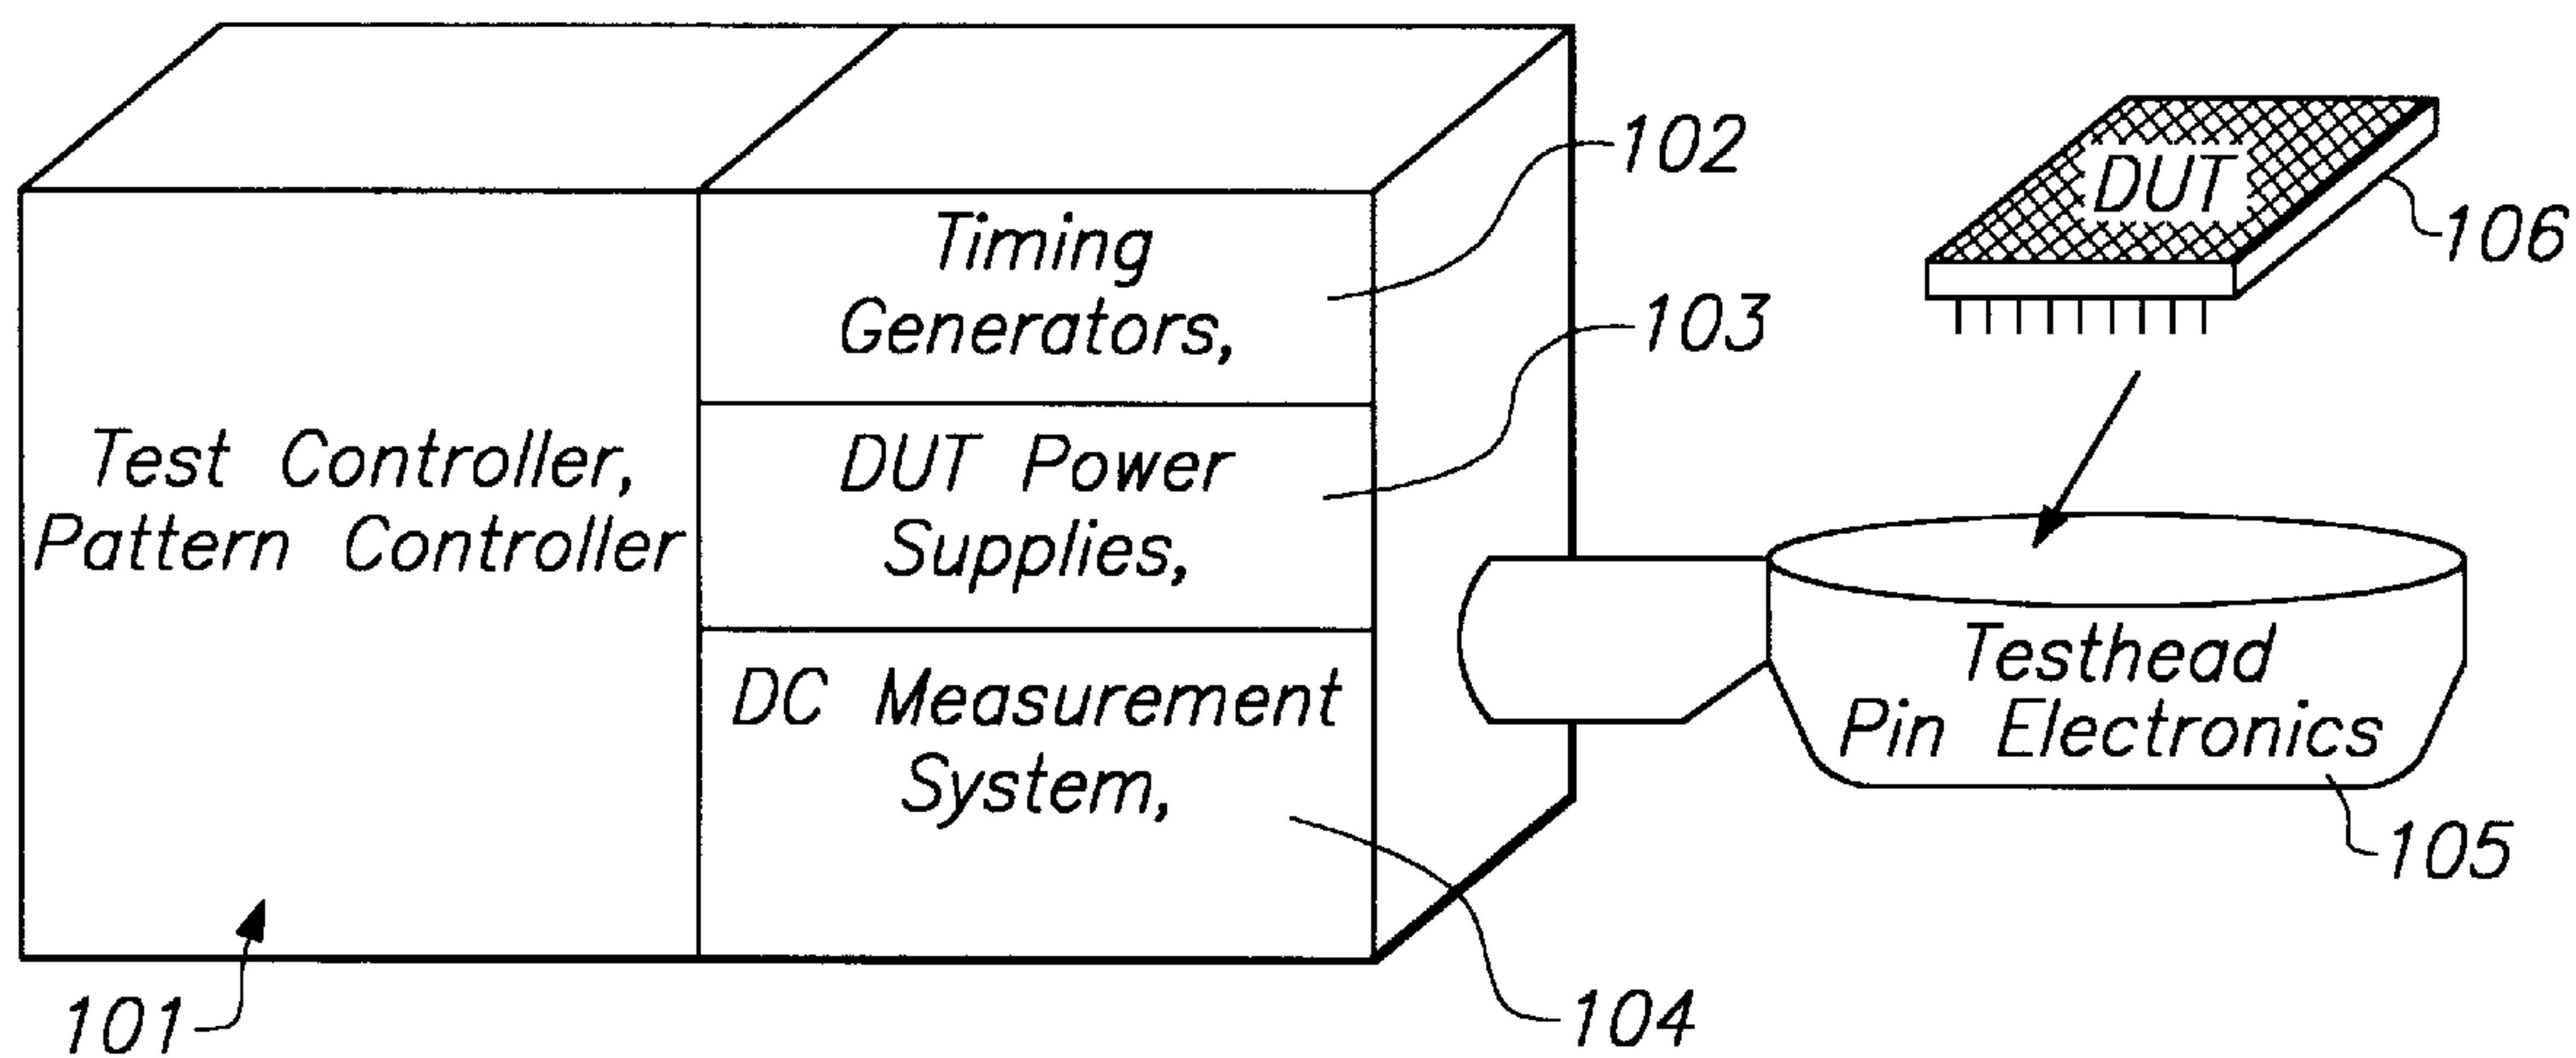 Test Controller,
Pattern Controller
101
Timing
Generators,
102
DUT Power
Supplies,
103
DC Measurement
System,
104
DUT
106
Testhead
Pin Electronics
105